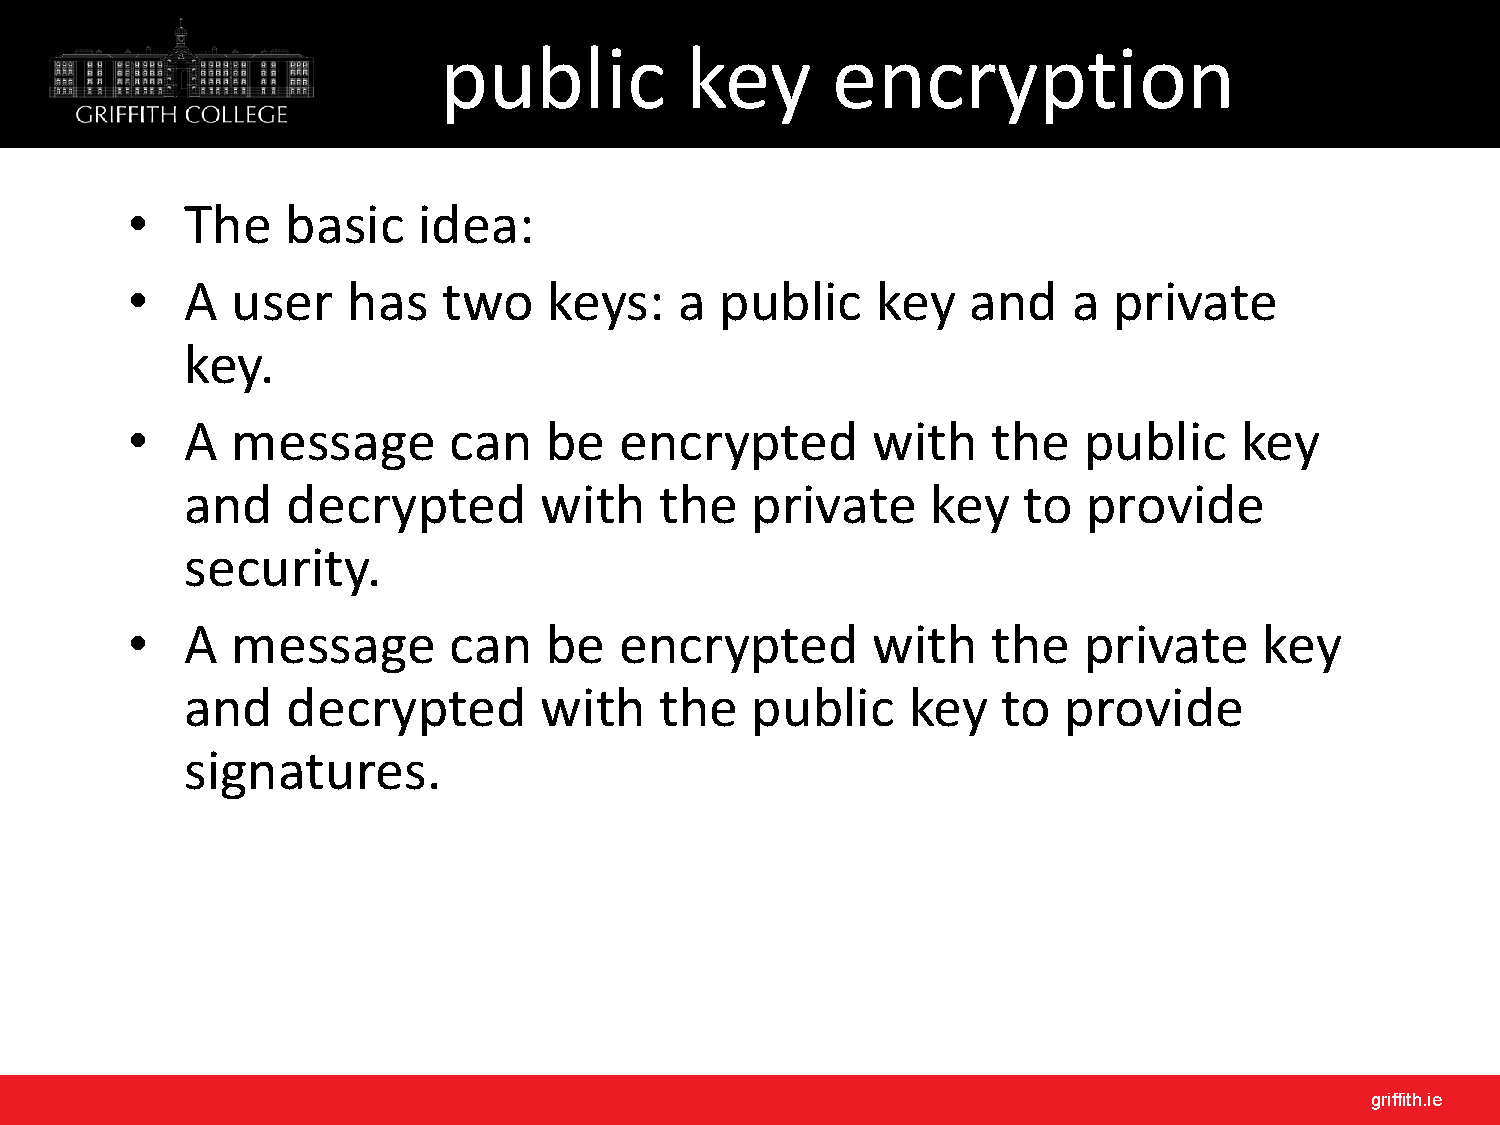 GRIFFITH COLLEGE
public key encryption
• The basic idea:
• A user has two keys: a public key and a private
key.
• A message can be encrypted with the public key
and decrypted with the private key to provide
security.
• A message can be encrypted with the private key
and decrypted with the public key to provide
signatures.
griffith.ie